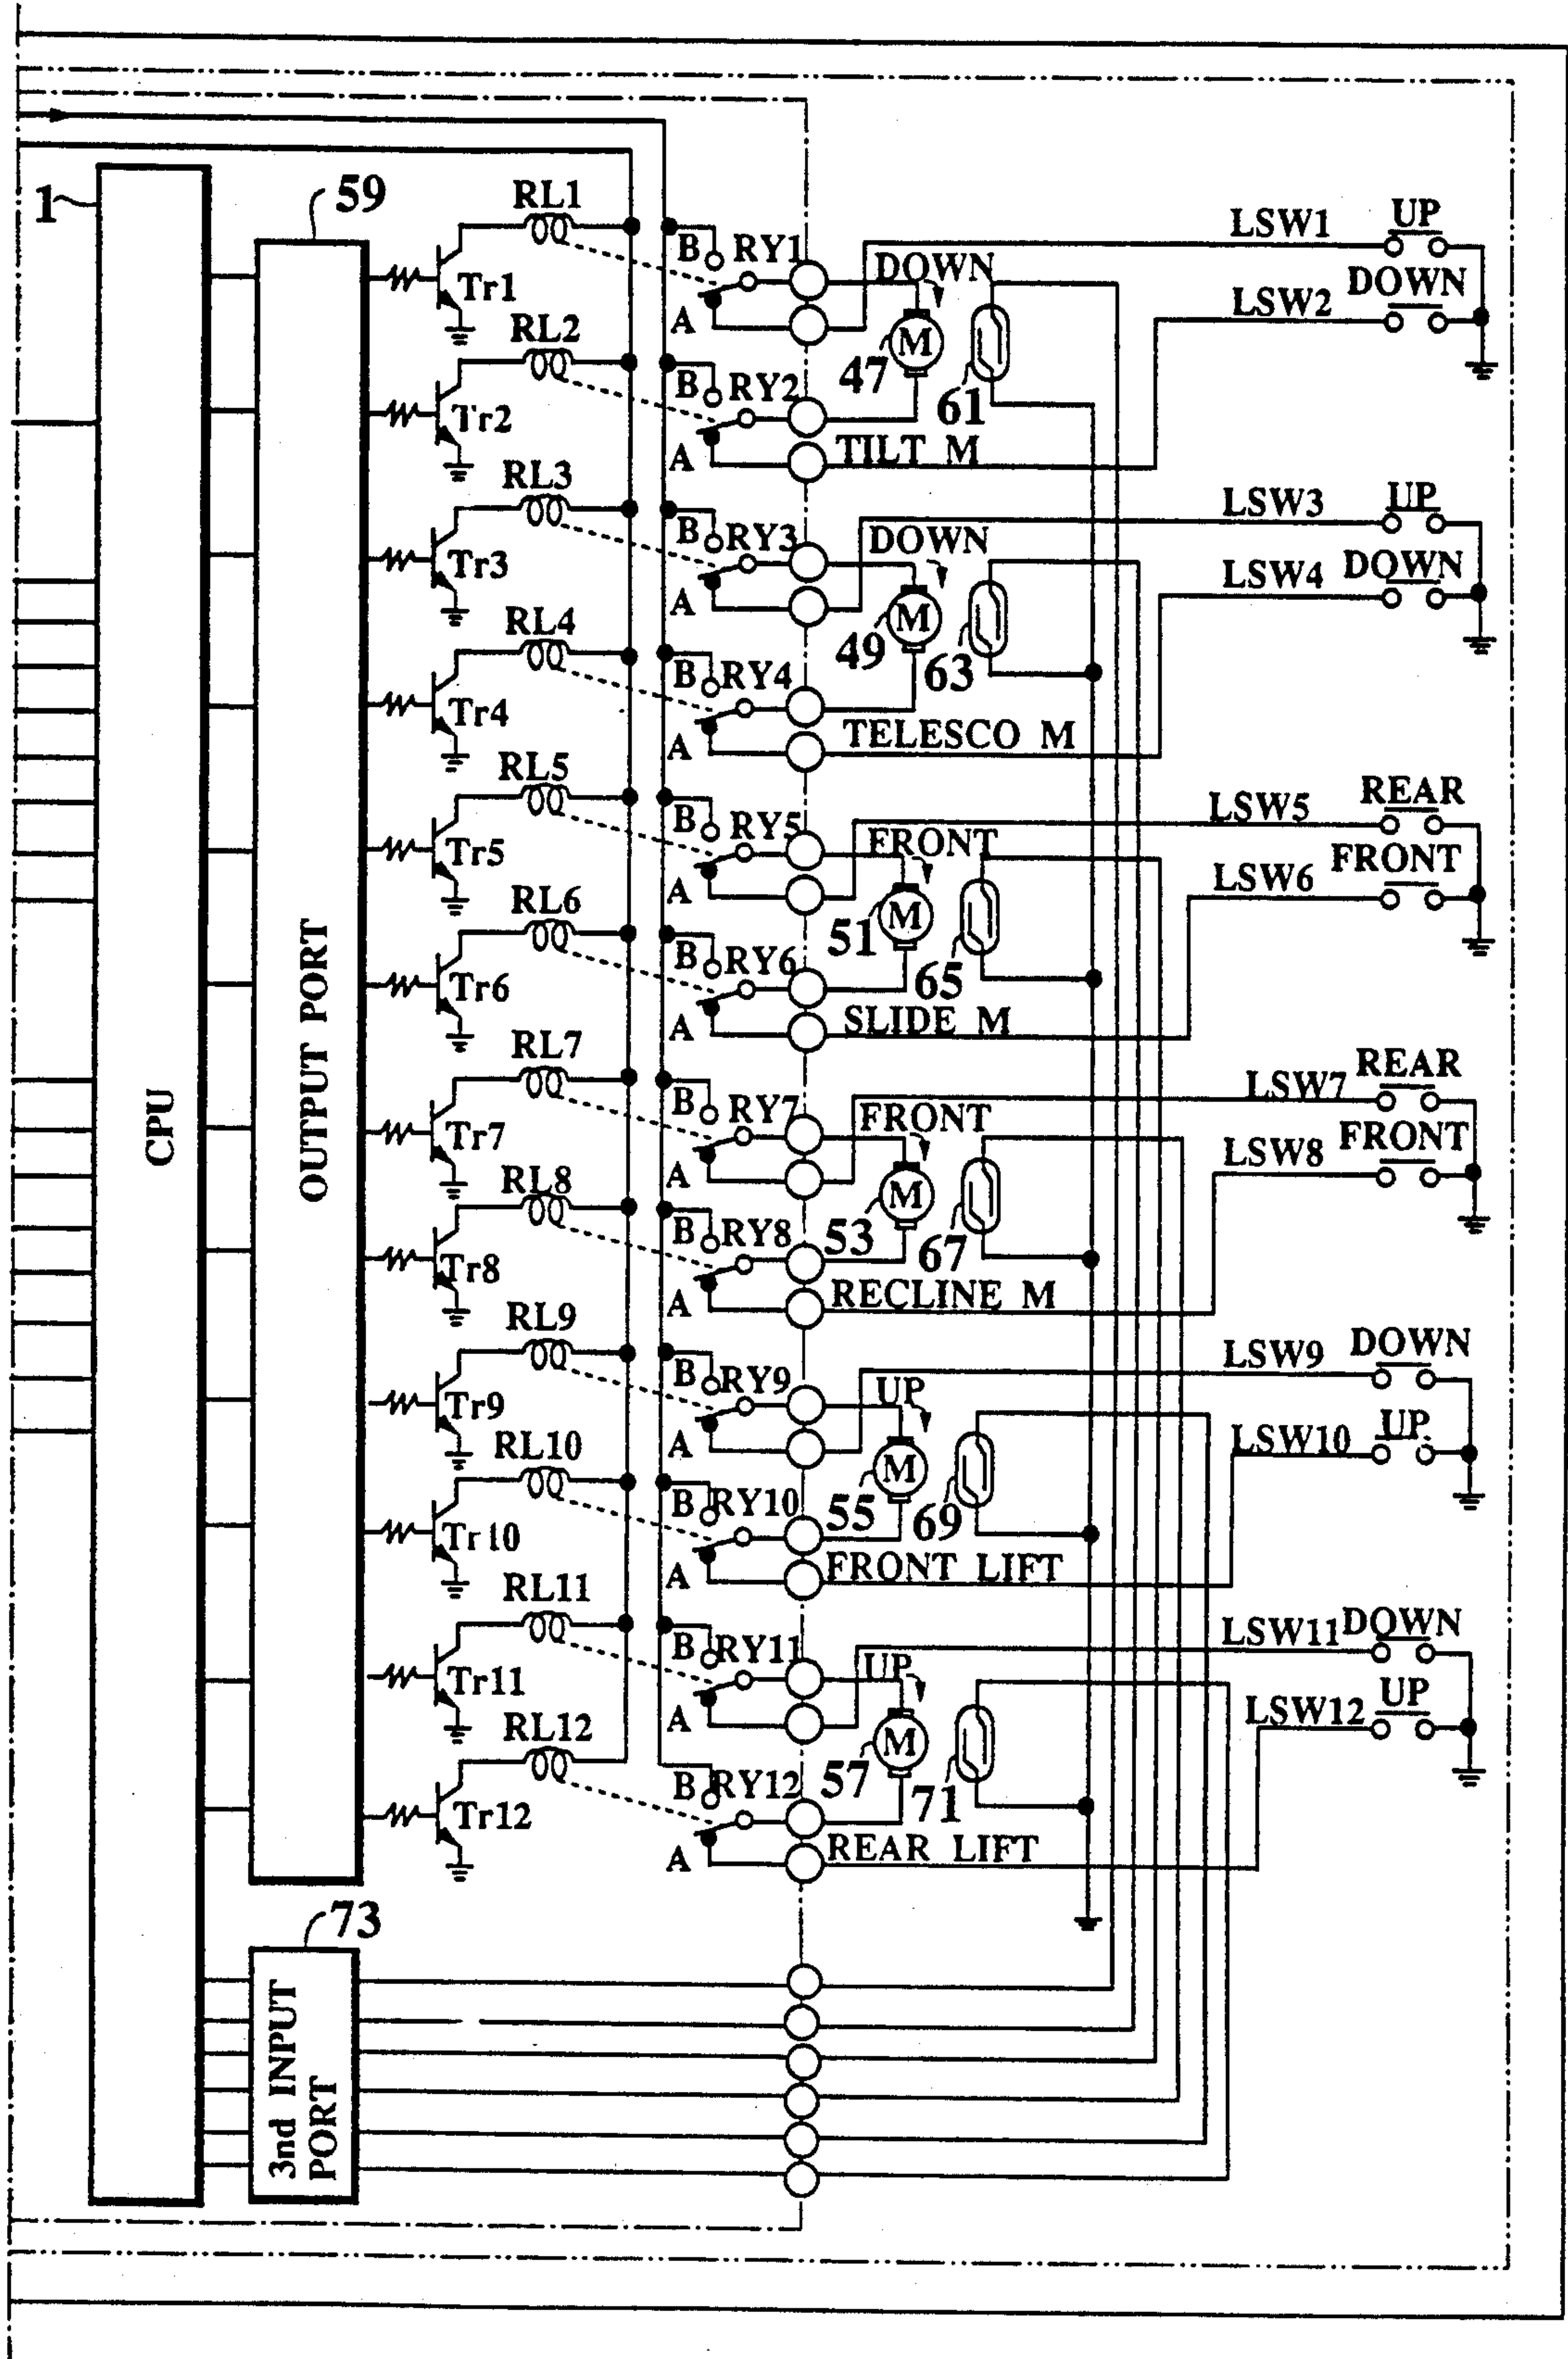 1
59
CPU
OUTPUT PORT
73
3nd INPUT
PORT
RL1
Tr1
B
RY1
A
RL2
Tr2
B
RY2
A
DOWN
M
47
61
TILT M
LSW1
UP
LSW2
DOWN
RL3
Tr3
B
RY3
A
RL4
Tr4
B
RY4
A
DOWN
M
49
63
TELESCO M
LSW3
UP
LSW4
DOWN
RL5
Tr5
B
RY5
A
RL6
Tr6
B
RY6
A
FRONT
M
51
65
SLIDE M
LSW5
REAR
LSW6
FRONT
RL7
Tr7
B
RY7
A
RL8
Tr8
B
RY8
A
FRONT
M
53
67
RECLINE M
LSW7
REAR
LSW8
FRONT
RL9
Tr9
B
RY9
A
RL10
Tr10
B
RY10
A
UP
M
55
69
FRONT LIFT
LSW9
DOWN
LSW10
UP
RL11
Tr11
B
RY11
A
RL12
Tr12
B
RY12
A
UP
M
57
71
REAR LIFT
LSW11
DOWN
LSW12
UP